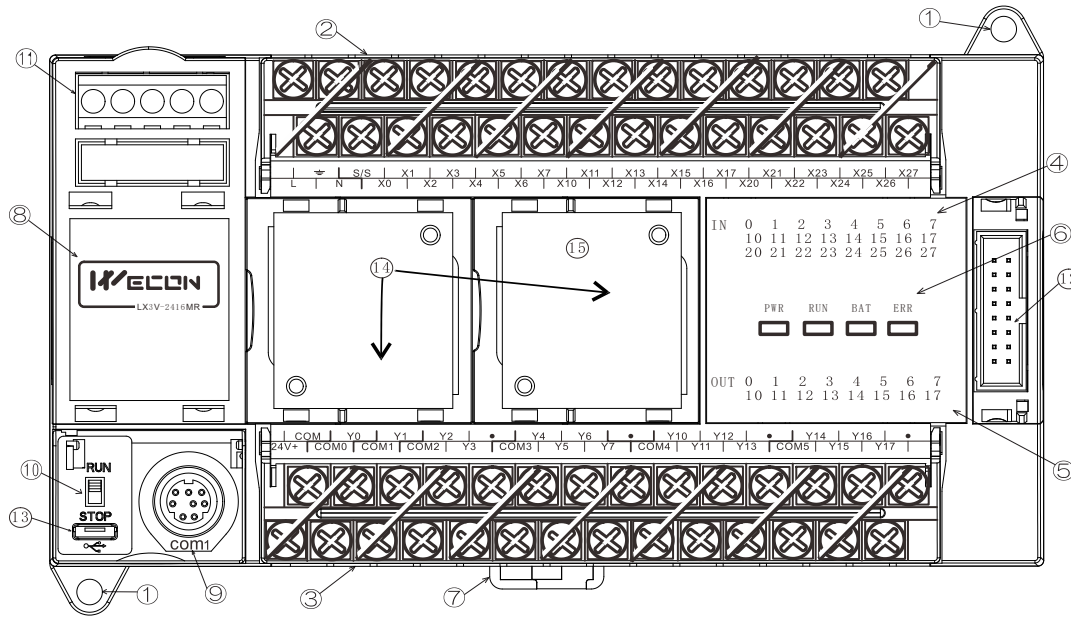 ①
②
⑪
⏚ S/S X1 X3 X5 X7 X11 X13 X15 X17 X21 X23 X25 X27
L N X0 X2 X4 X6 X10 X12 X14 X16 X20 X22 X24 X26
④
IN 0 1 2 3 4 5 6 7
10 11 12 13 14 15 16 17
20 21 22 23 24 25 26 27
⑧
⑥
⑭
⑮
WECON
LX3V-2416MR
PWR RUN BAT ERR
OUT 0 1 2 3 4 5 6 7
10 11 12 13 14 15 16 17
COM Y0 Y1 Y2 • Y4 Y6 • Y10 Y12 • Y14 Y16 •
24V+ COM0 COM1 COM2 Y3 COM3 Y5 Y7 COM4 Y11 Y13 COM5 Y15 Y17
⑤
⑩
RUN
STOP
⑬
com1
①
⑨
③
⑦